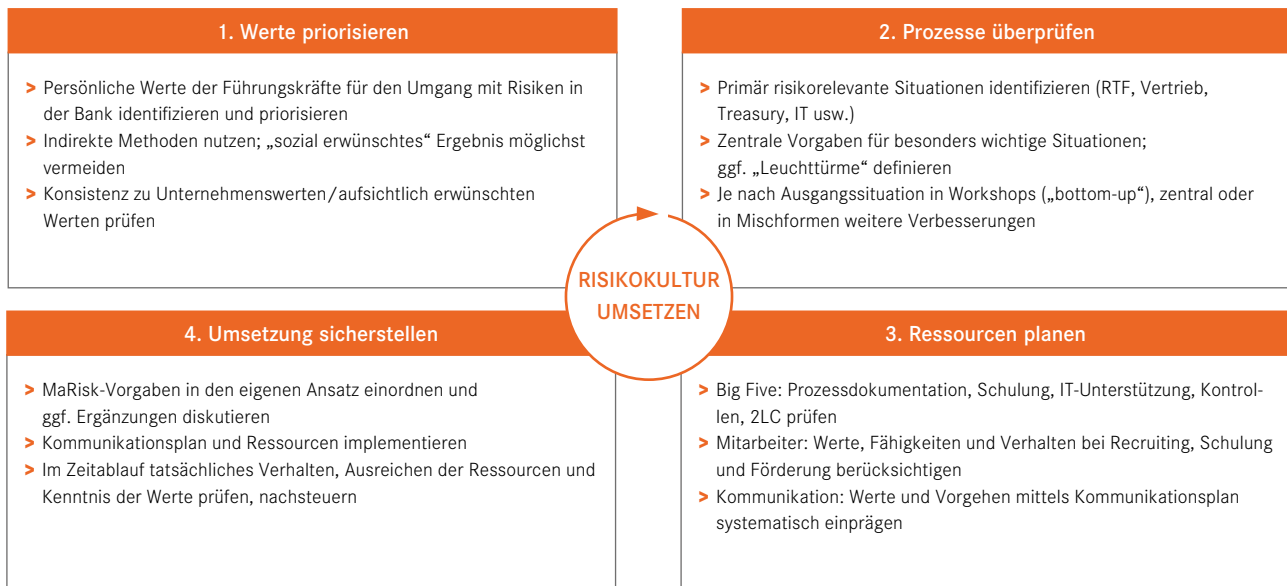 1. Werte priorisieren
> Persönliche Werte der Führungskräfte für den Umgang mit Risiken in
der Bank identifizieren und priorisieren
> Indirekte Methoden nutzen; „sozial erwünschtes“ Ergebnis möglichst
vermeiden
> Konsistenz zu Unternehmenswerten/aufsichtlich erwünschten
Werten prüfen
2. Prozesse überprüfen
> Primär risikorelevante Situationen identifizieren (RTF, Vertrieb,
Treasury, IT usw.)
> Zentrale Vorgaben für besonders wichtige Situationen;
ggf. „Leuchttürme“ definieren
> Je nach Ausgangssituation in Workshops („bottom-up“), zentral oder
in Mischformen weitere Verbesserungen
RISIKOKULTUR
UMSETZEN
4. Umsetzung sicherstellen
> MaRisk-Vorgaben in den eigenen Ansatz einordnen und
ggf. Ergänzungen diskutieren
> Kommunikationsplan und Ressourcen implementieren
> Im Zeitablauf tatsächliches Verhalten, Ausreichen der Ressourcen und
Kenntnis der Werte prüfen, nachsteuern
3. Ressourcen planen
> Big Five: Prozessdokumentation, Schulung, IT-Unterstützung, Kontrol-
len, 2LC prüfen
> Mitarbeiter: Werte, Fähigkeiten und Verhalten bei Recruiting, Schulung
und Förderung berücksichtigen
> Kommunikation: Werte und Vorgehen mittels Kommunikationsplan
systematisch einprägen